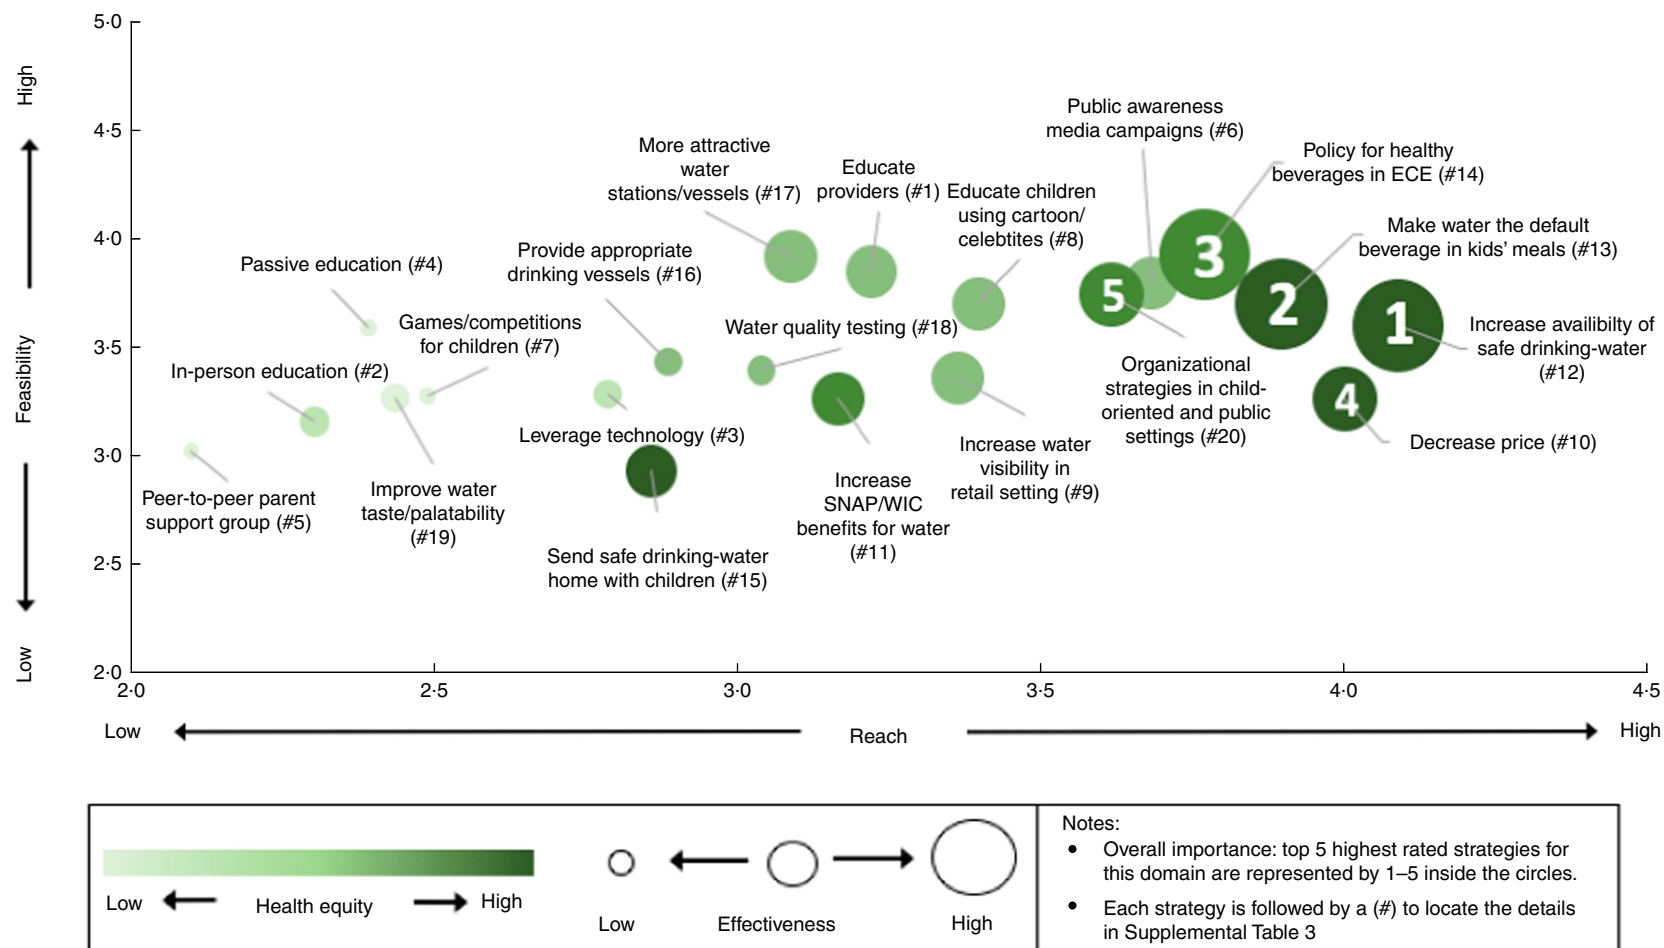 5·0
4·5
4·0
3·5
3·0
2·5
2·0
High
Feasibility
Low
Public awareness
media campaigns (#6)
More attractive
water
stations/vessels (#17)
Educate
providers (#1)
Policy for healthy
beverages in ECE (#14)
Educate children
using cartoon/
celebtites (#8)
Make water the default
beverage in kids' meals (#13)
Provide appropriate
drinking vessels (#16)
Passive education (#4)
Games/competitions
for children (#7)
Water quality testing (#18)
In-person education (#2)
Increase availibilty of
safe drinking-water
(#12)
Organizational
strategies in child-
oriented and public
settings (#20)
Leverage technology (#3)
Decrease price (#10)
Increase water
visibility in
retail setting (#9)
Peer-to-peer parent
support group (#5)
Improve water
taste/palatability
(#19)
Increase
SNAP/WIC
benefits for water
(#11)
Send safe drinking-water
home with children (#15)
5
3
2
1
4
2·0
2·5
3·0
3·5
4·0
4·5
Low
Reach
High
Low
Health equity
High
Low
Effectiveness
High
Notes:
• Overall importance: top 5 highest rated strategies for
this domain are represented by 1–5 inside the circles.
• Each strategy is followed by a (#) to locate the details
in Supplemental Table 3